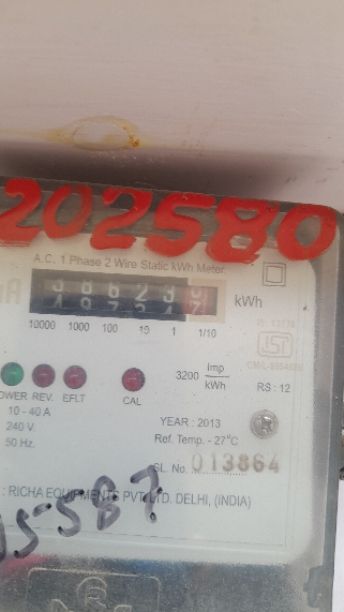 202580
A.C. 1 Phase 2 Wire Static kWh Meter
kWh
10000 1000 100 10 1 1/10
3200 imp/kWh
RS : 12
REV. EFLT CAL
10 - 40 A
240 V
50 Hz.
YEAR : 2013
Ref. Temp. - 27°C
SL. No. 013864
: RICHA EQUIPMENTS PVT. LTD. DELHI, (INDIA)
5-587